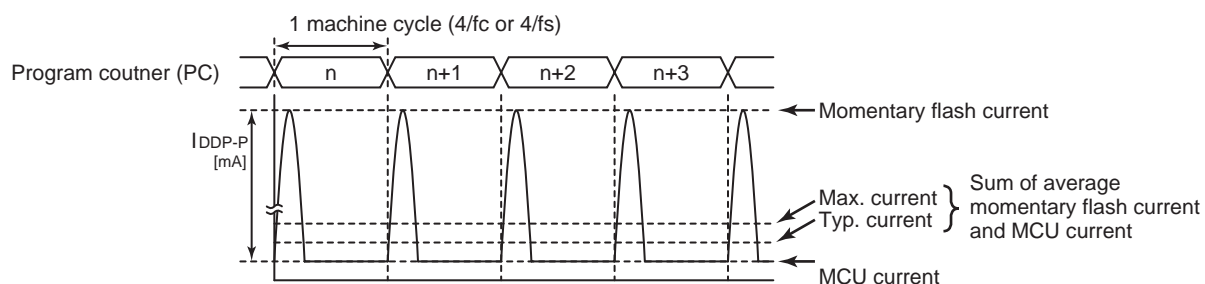 1 machine cycle (4/fc or 4/fs)
Program coutner (PC)
n
n+1
n+2
n+3
Momentary flash current
IDDP-P
[mA]
Max. current
Typ. current
Sum of average
momentary flash current
and MCU current
MCU current